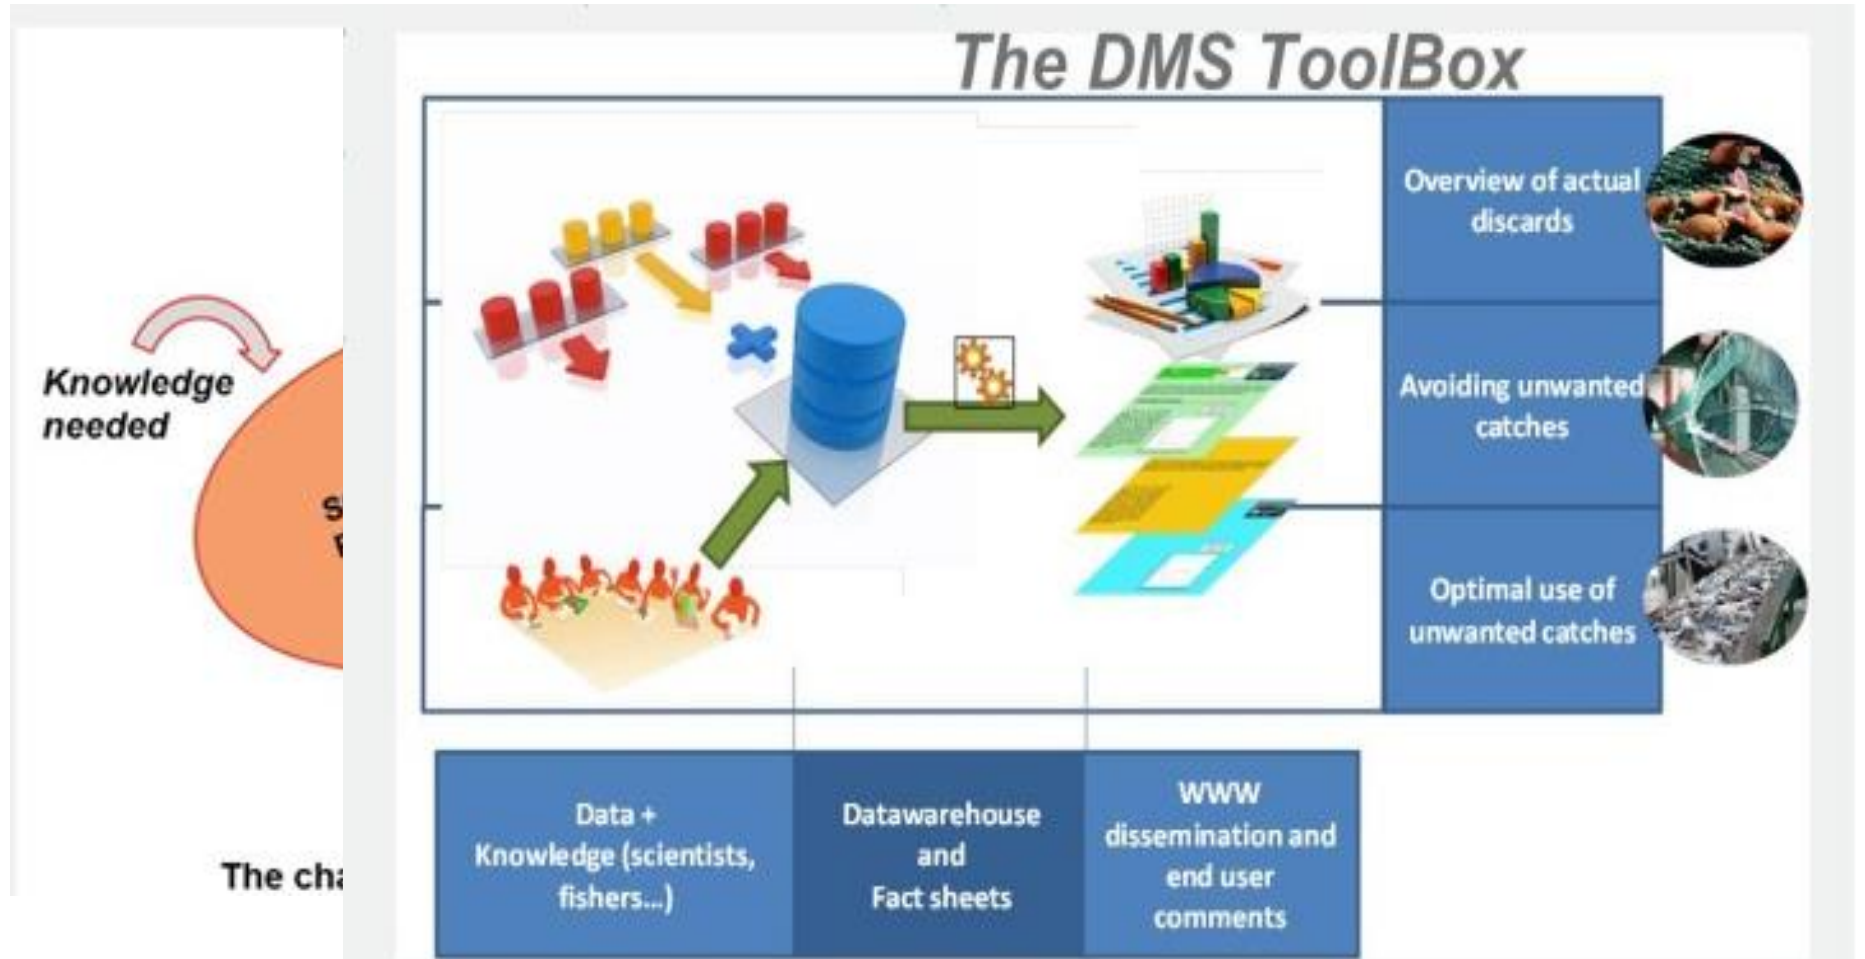 The DMS ToolBox
Knowledge
needed
The cha
Overview of actual
discards
Avoiding unwanted
catches
Optimal use of
unwanted catches
Data +
Knowledge (scientists,
fishers...)
Datawarehouse
and
Fact sheets
WWW
dissemination and
end user
comments